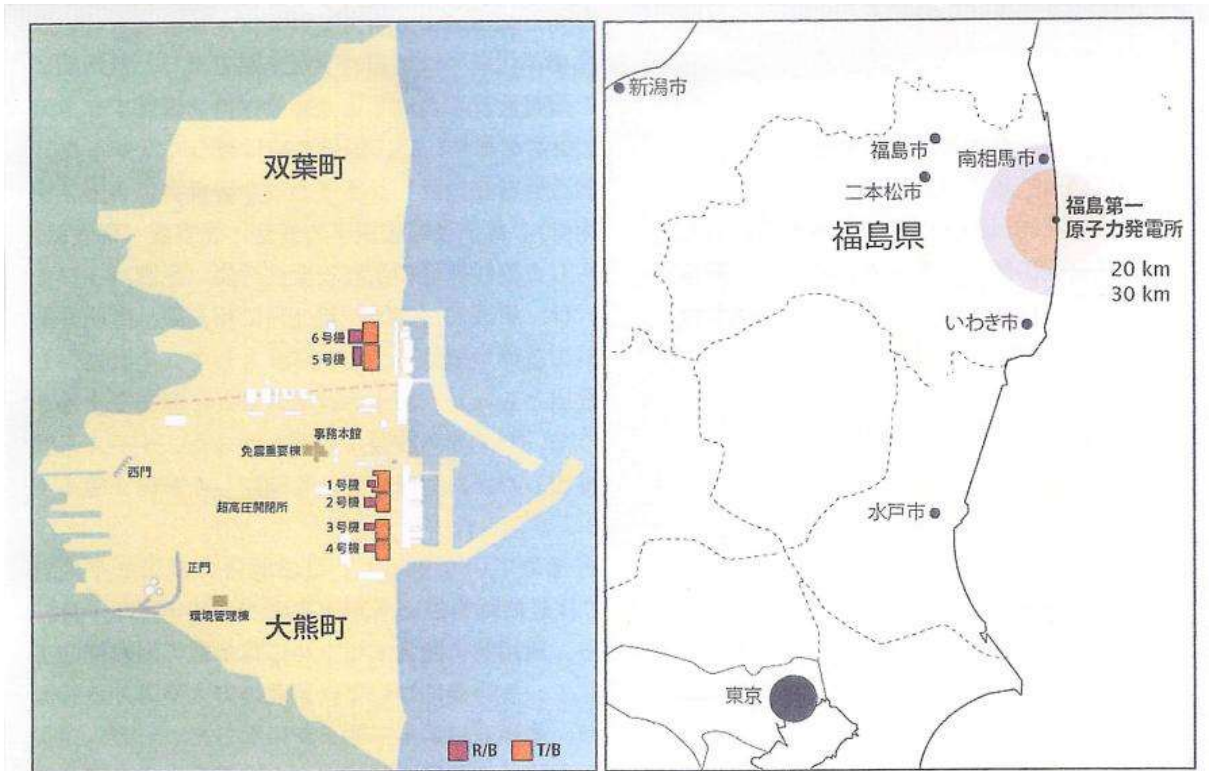 双葉町
6号機
5号機
事務本館
免震重要棟
西門
1号機
2号機
超高圧開閉所
3号機
4号機
正門
環境管理棟
大熊町
R/B
T/B
新潟市
福島市
南相馬市
二本松市
福島第一
原子力発電所
福島県
20 km
30 km
いわき市
水戸市
東京